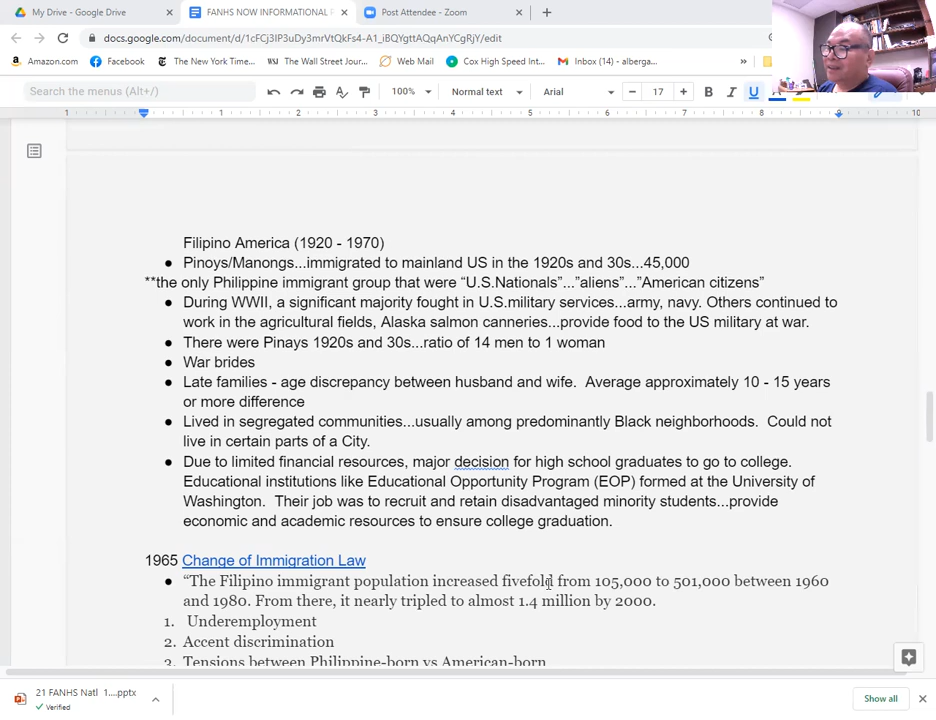 My Drive - Google Drive
FANHS NOW INFORMATIONAL
Post Attendee - Zoom
docs.google.com/document/d/1cFCj3IP3uDy3mrVtQkFs4-A1_iBQYgttAQqAnYCgRjY/edit
Amazon.com Facebook The New York Time... The Wall Street Jour... Web Mail Cox High Speed Int... Inbox (14) - alberga... »
Search the menus (Alt+/) 100% Normal text Arial 17 B I U A
1 1 2 3 4 5 6 7 8 10
Filipino America (1920 - 1970)
● Pinoys/Manongs...immigrated to mainland US in the 1920s and 30s...45,000
**the only Philippine immigrant group that were “U.S.Nationals”...”aliens”...”American citizens”
● During WWII, a significant majority fought in U.S.military services...army, navy. Others continued to
work in the agricultural fields, Alaska salmon canneries...provide food to the US military at war.
● There were Pinays 1920s and 30s...ratio of 14 men to 1 woman
● War brides
● Late families - age discrepancy between husband and wife. Average approximately 10 - 15 years
or more difference
● Lived in segregated communities...usually among predominantly Black neighborhoods. Could not
live in certain parts of a City.
● Due to limited financial resources, major decision for high school graduates to go to college.
Educational institutions like Educational Opportunity Program (EOP) formed at the University of
Washington. Their job was to recruit and retain disadvantaged minority students...provide
economic and academic resources to ensure college graduation.
1965 Change of Immigration Law
● “The Filipino immigrant population increased fivefold from 105,000 to 501,000 between 1960
and 1980. From there, it nearly tripled to almost 1.4 million by 2000.
1. Underemployment
2. Accent discrimination
3. Tensions between Philippine-born vs American-born
21 FANHS Natl 1....pptx
Verified
Show all